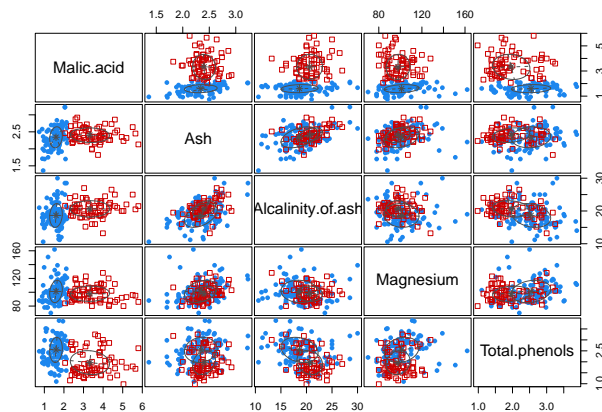 1.5 2.0 2.5 3.0 80 120 160
Malic.acid
1 3 5
1.5 2.5
Ash
Alcalinity.of.ash
10 20 30
80 120 160
Magnesium
Total.phenols
1.0 2.5
1 2 3 4 5 6 10 15 20 25 30 1.0 2.0 3.0